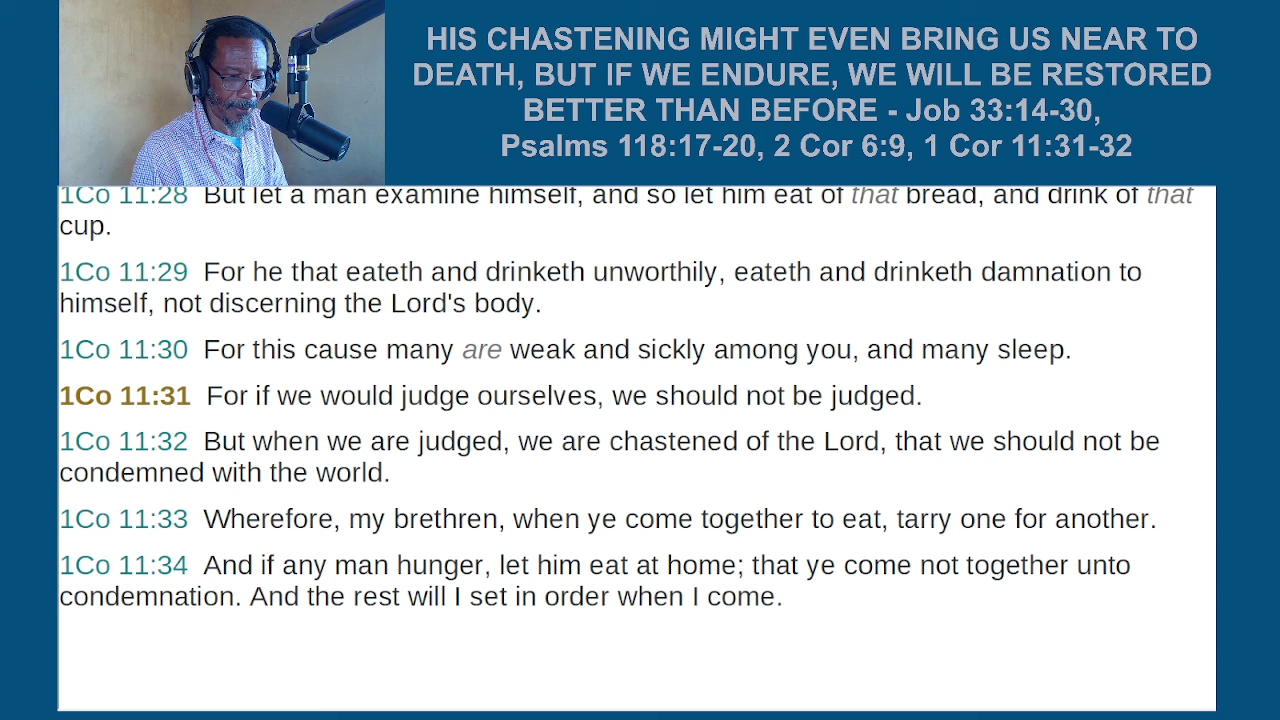 HIS CHASTENING MIGHT EVEN BRING US NEAR TO
DEATH, BUT IF WE ENDURE, WE WILL BE RESTORED
BETTER THAN BEFORE - Job 33:14-30,
Psalms 118:17-20, 2 Cor 6:9, 1 Cor 11:31-32
1Co 11:28 But let a man examine himself, and so let him eat of that bread, and drink of that
cup.
1Co 11:29 For he that eateth and drinketh unworthily, eateth and drinketh damnation to
himself, not discerning the Lord's body.
1Co 11:30 For this cause many are weak and sickly among you, and many sleep.
1Co 11:31 For if we would judge ourselves, we should not be judged.
1Co 11:32 But when we are judged, we are chastened of the Lord, that we should not be
condemned with the world.
1Co 11:33 Wherefore, my brethren, when ye come together to eat, tarry one for another.
1Co 11:34 And if any man hunger, let him eat at home; that ye come not together unto
condemnation. And the rest will I set in order when I come.